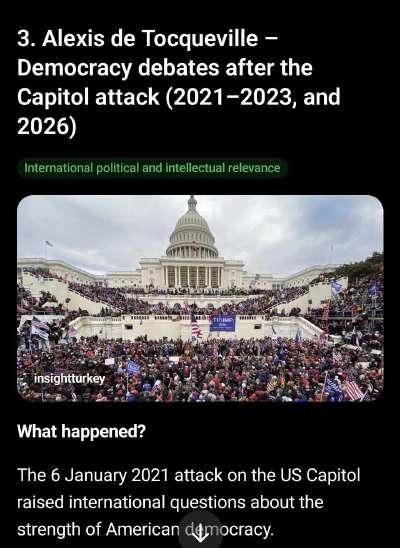 3. Alexis de Tocqueville –
Democracy debates after the
Capitol attack (2021–2023, and
2026)
International political and intellectual relevance
TRUMP
insightturkey
What happened?
The 6 January 2021 attack on the US Capitol
raised international questions about the
strength of American democracy.